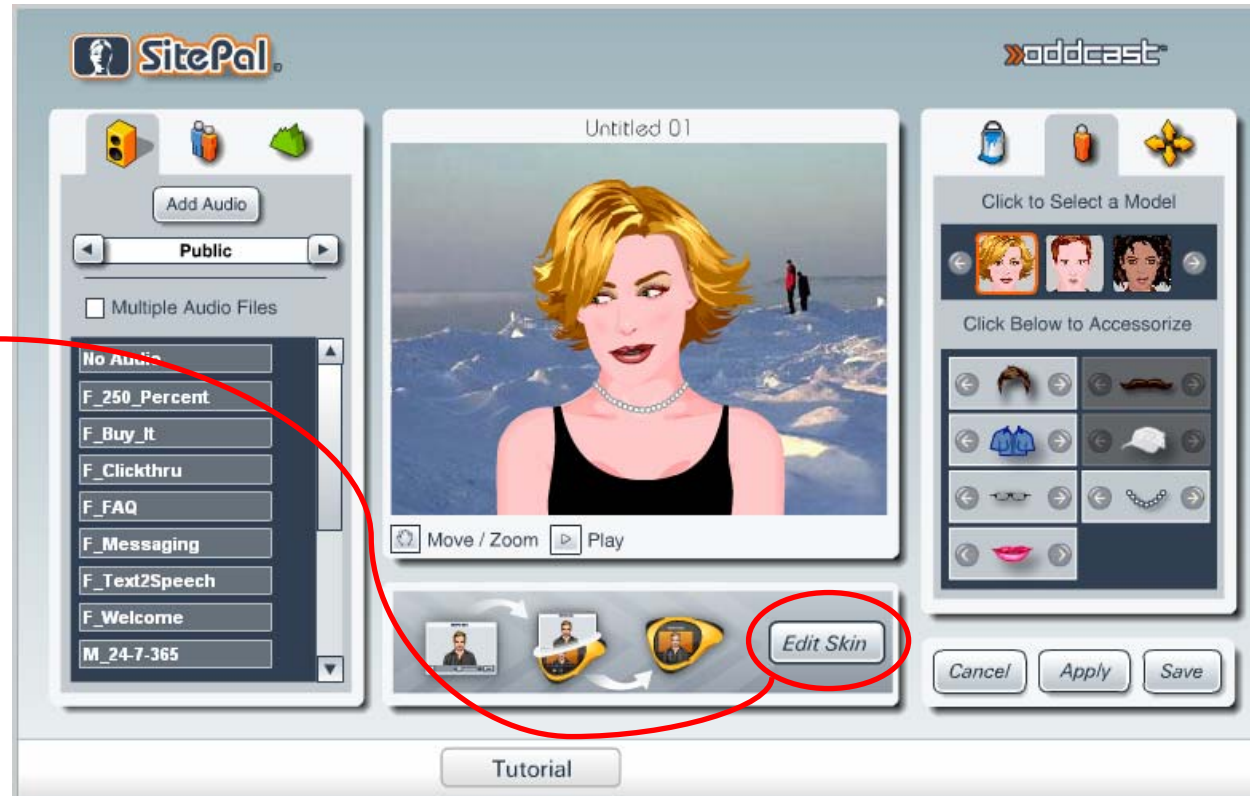 SitePal®
»oddcast™
Add Audio
Public
Multiple Audio Files
No Audio
F_250_Percent
F_Buy_It
F_Clickthru
F_FAQ
F_Messaging
F_Text2Speech
F_Welcome
M_24-7-365
Untitled 01
Move / Zoom
Play
Edit Skin
Click to Select a Model
Click Below to Accessorize
Cancel
Apply
Save
Tutorial